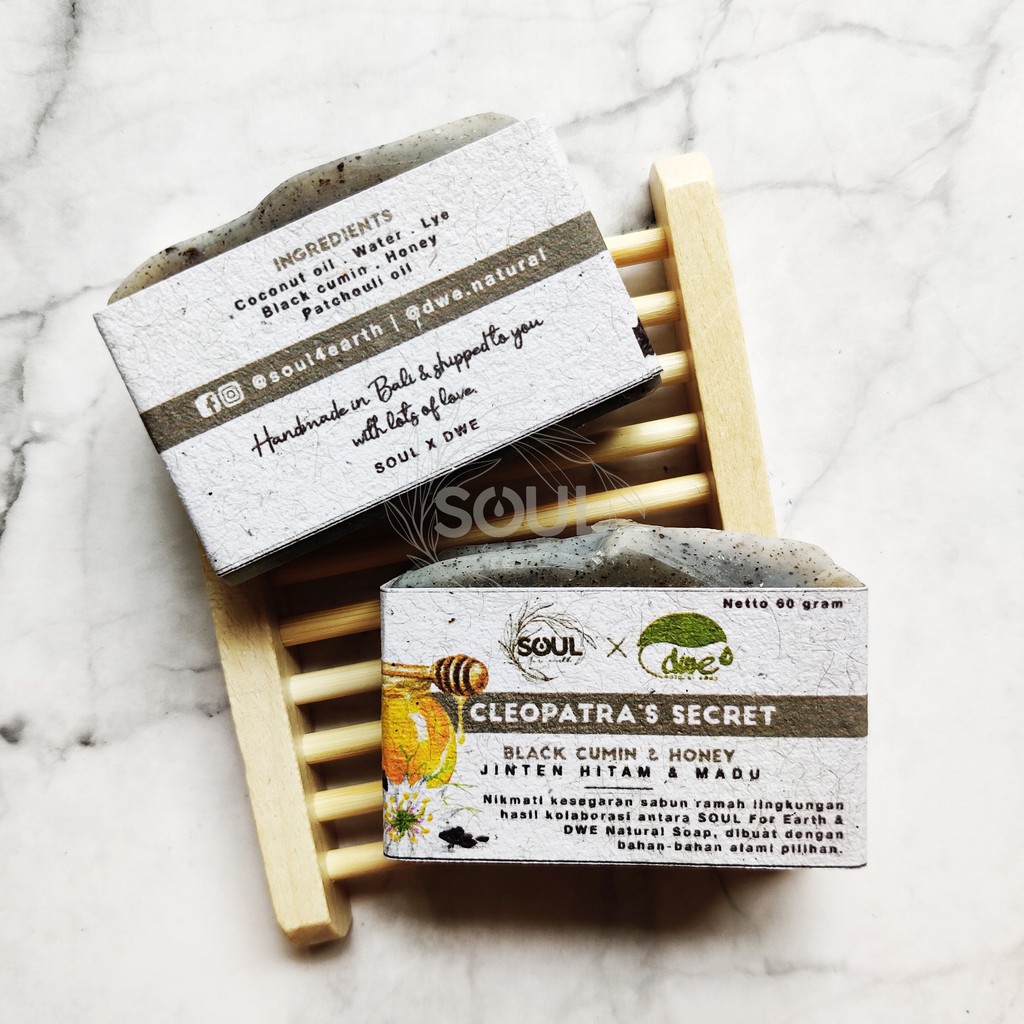 INGREDIENTS
Coconut oil . Water . Lye
Black cumin . Honey
Patchouli oil
@soul4earth | @dwe.natural
Handmade in Bali & shipped to you
with lots of love.
SOUL X DWE
SOUL
Netto 60 gram
SOUL
for earth
X
dwe
CLEOPATRA'S SECRET
BLACK CUMIN & HONEY
JINTEN HITAM & MADU
Nikmati kesegaran sabun ramah lingkungan
hasil kolaborasi antara SOUL For Earth &
DWE Natural Soap, dibuat dengan
bahan-bahan alami pilihan.